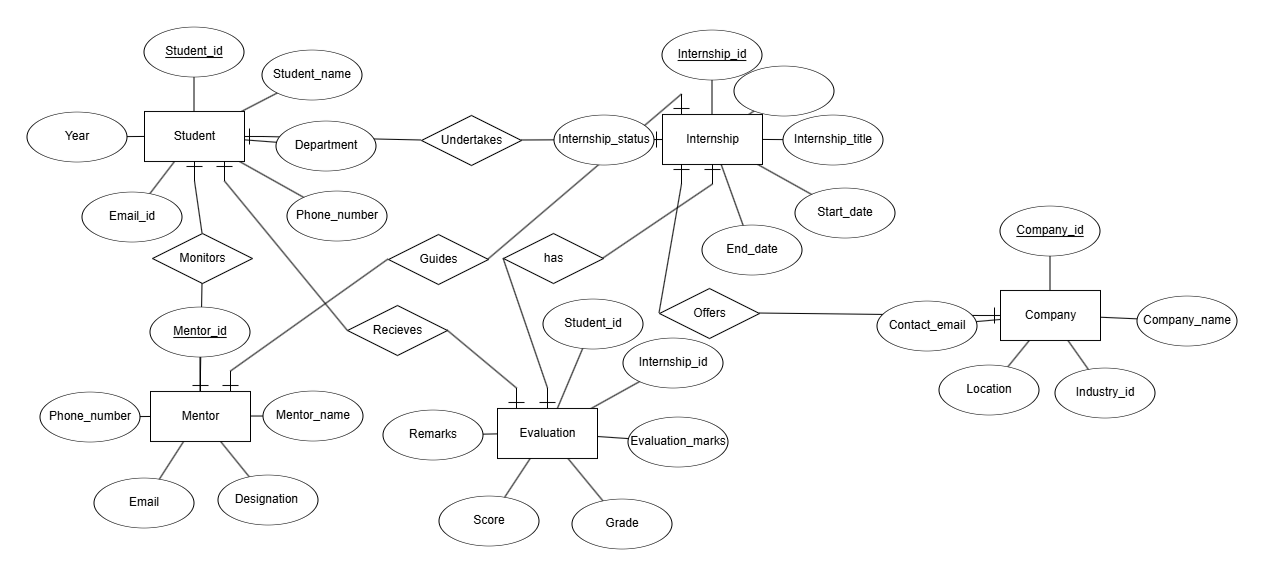 Student_id
Student_name
Year
Student
Department
Email_id
Phone_number
Undertakes
Internship_id
Internship_status
Internship
Internship_title
Start_date
End_date
Monitors
Guides
has
Offers
Recieves
Company_id
Contact_email
Company
Company_name
Location
Industry_id
Mentor_id
Phone_number
Mentor
Mentor_name
Email
Designation
Student_id
Internship_id
Remarks
Evaluation
Evaluation_marks
Score
Grade